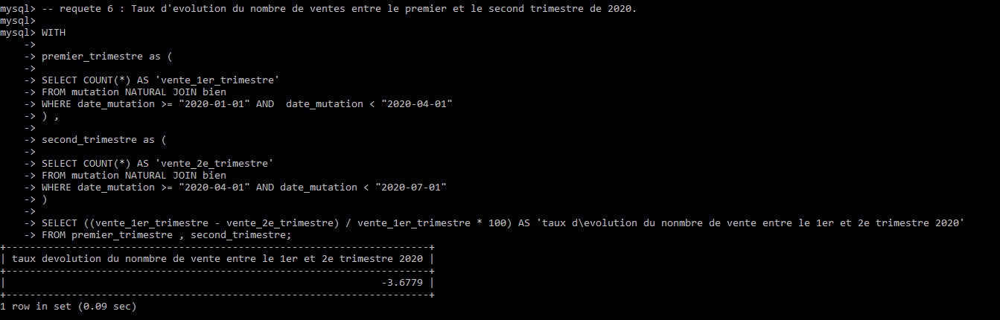 mysql> -- requete 6 : Taux d'evolution du nombre de ventes entre le premier et le second trimestre de 2020.
mysql>
mysql> WITH
    ->
    -> premier_trimestre as (
    ->
    -> SELECT COUNT(*) AS 'vente_1er_trimestre'
    -> FROM mutation NATURAL JOIN bien
    -> WHERE date_mutation >= "2020-01-01" AND  date_mutation < "2020-04-01"
    -> ) ,
    ->
    -> second_trimestre as (
    ->
    -> SELECT COUNT(*) AS 'vente_2e_trimestre'
    -> FROM mutation NATURAL JOIN bien
    -> WHERE date_mutation >= "2020-04-01" AND date_mutation < "2020-07-01"
    -> )
    ->
    -> SELECT ((vente_1er_trimestre - vente_2e_trimestre) / vente_1er_trimestre * 100) AS 'taux d\evolution du nonmbre de vente entre le 1er et 2e trimestre 2020'
    -> FROM premier_trimestre , second_trimestre;
+----------------------------------------------------------------------+
| taux devolution du nonmbre de vente entre le 1er et 2e trimestre 2020 |
+----------------------------------------------------------------------+
|                                                               -3.6779 |
+----------------------------------------------------------------------+
1 row in set (0.09 sec)